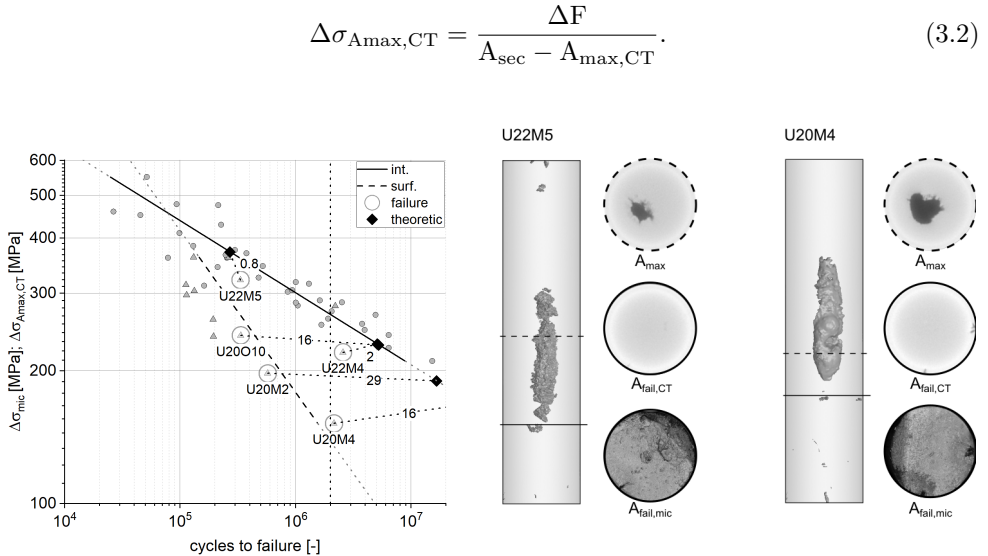 Δσ_Amax,CT = ΔF / (A_sec − A_max,CT). (3.2)
int.
surf.
failure
theoretic
600
500
400
300
200
100
Δσ_mic [MPa]; Δσ_Amax,CT [MPa]
0.8
U22M5
U20O10
16
U22M4
2
U20M2
29
U20M4
16
10^4
10^5
10^6
10^7
cycles to failure [-]
U22M5
A_max
A_fail,CT
A_fail,mic
U20M4
A_max
A_fail,CT
A_fail,mic